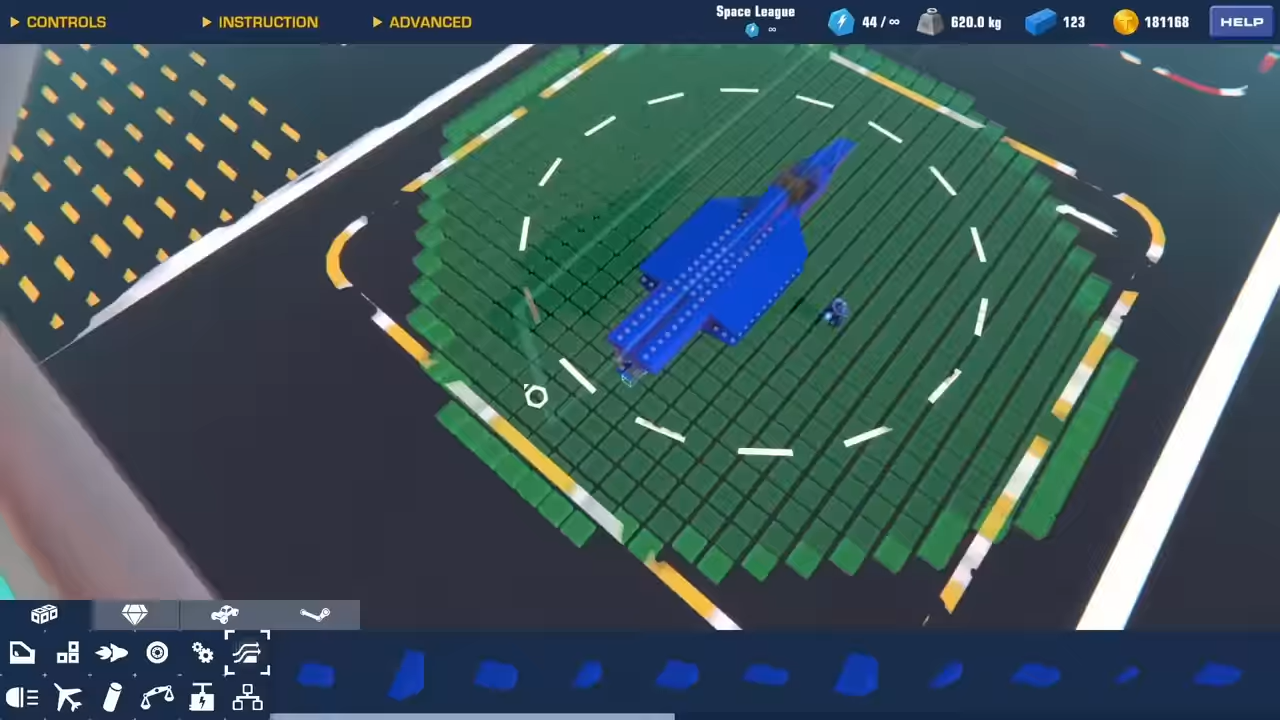 CONTROLS
INSTRUCTION
ADVANCED
Space League
∞
44 / ∞
620.0 kg
123
181168
HELP